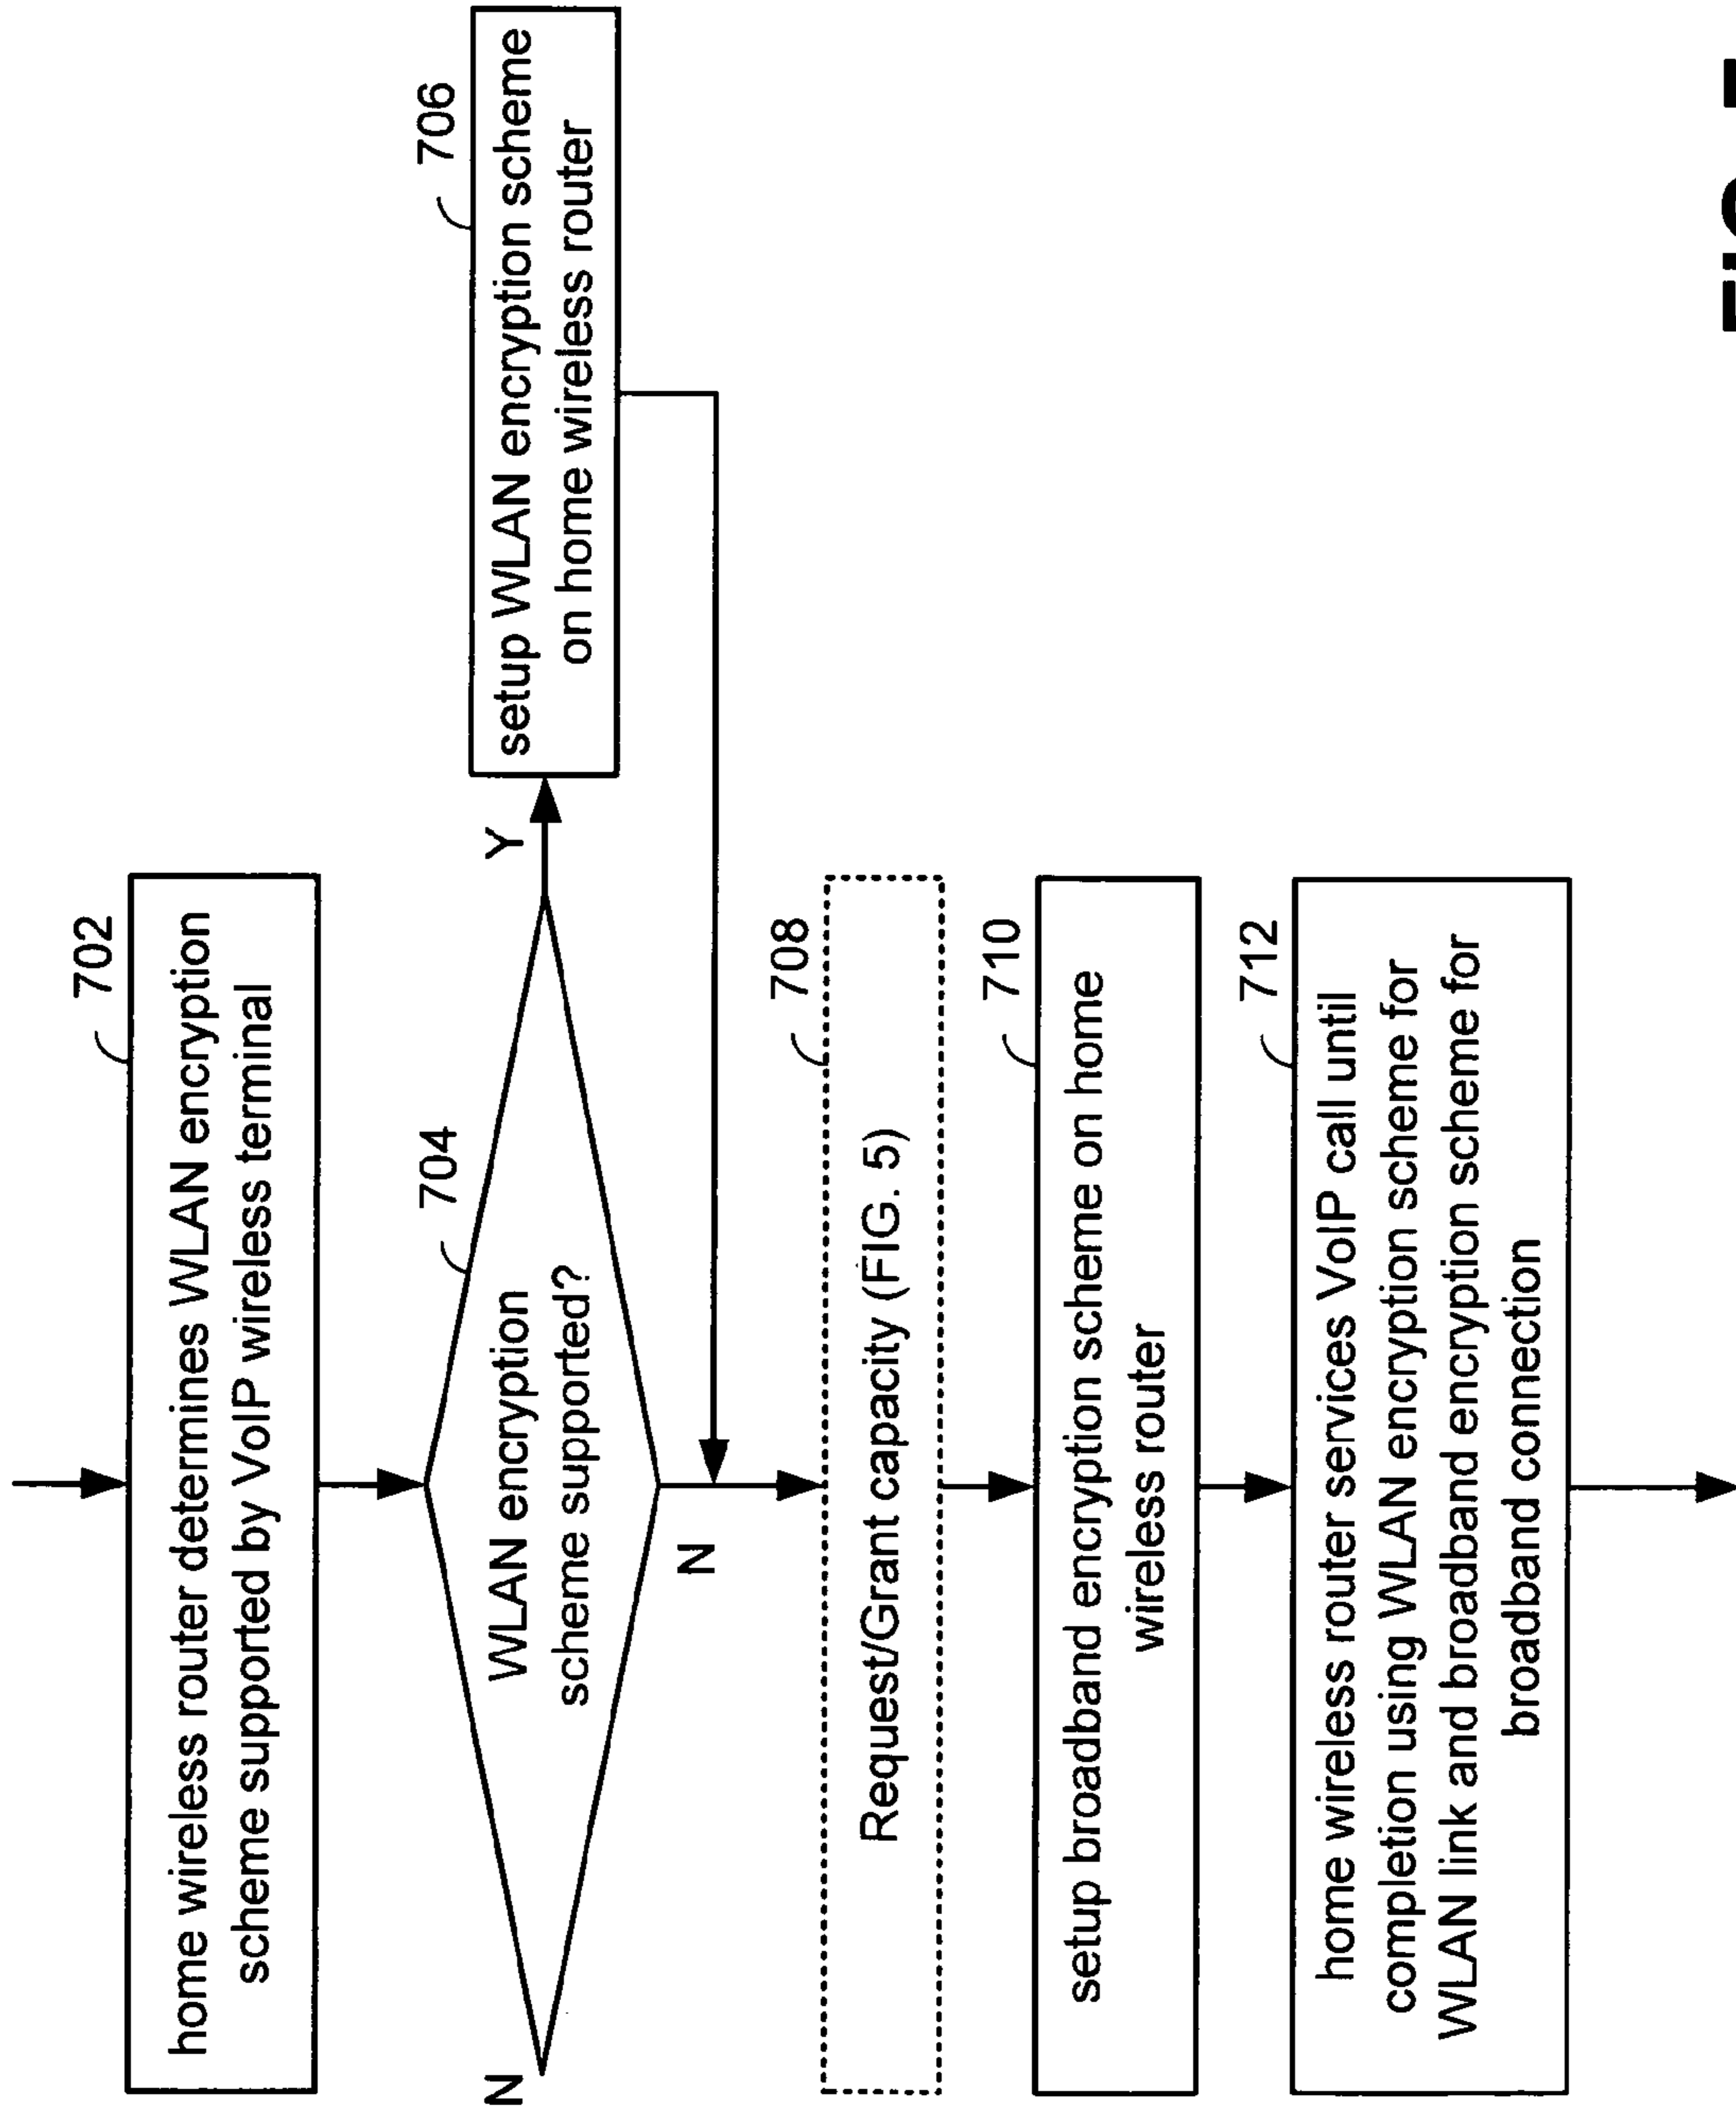 702
home wireless router determines WLAN encryption
scheme supported by VoIP wireless terminal
704
WLAN encryption
scheme supported?
N
Y
N
706
setup WLAN encryption scheme
on home wireless router
708
Request/Grant capacity (FIG. 5)
710
setup broadband encryption scheme on home
wireless router
712
home wireless router services VoIP call until
completion using WLAN encryption scheme for
WLAN link and broadband encryption scheme for
broadband connection